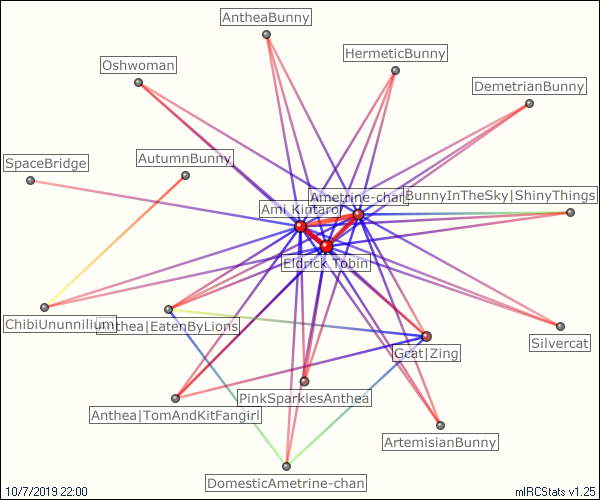 AntheaBunny
HermeticBunny
Oshwoman
DemetrianBunny
SpaceBridge
AutumnBunny
Ametrine-chan
BunnyInTheSky|ShinyThings
Ami Kintaro
Eldrick Tobin
ChibiUnunnilium
Anthea|EatenByLions
Silvercat
Gcat|Zing
PinkSparklesAnthea
Anthea|TomAndKitFangirl
ArtemisianBunny
DomesticAmetrine-chan
10/7/2019 22:00
mIRCStats v1.25